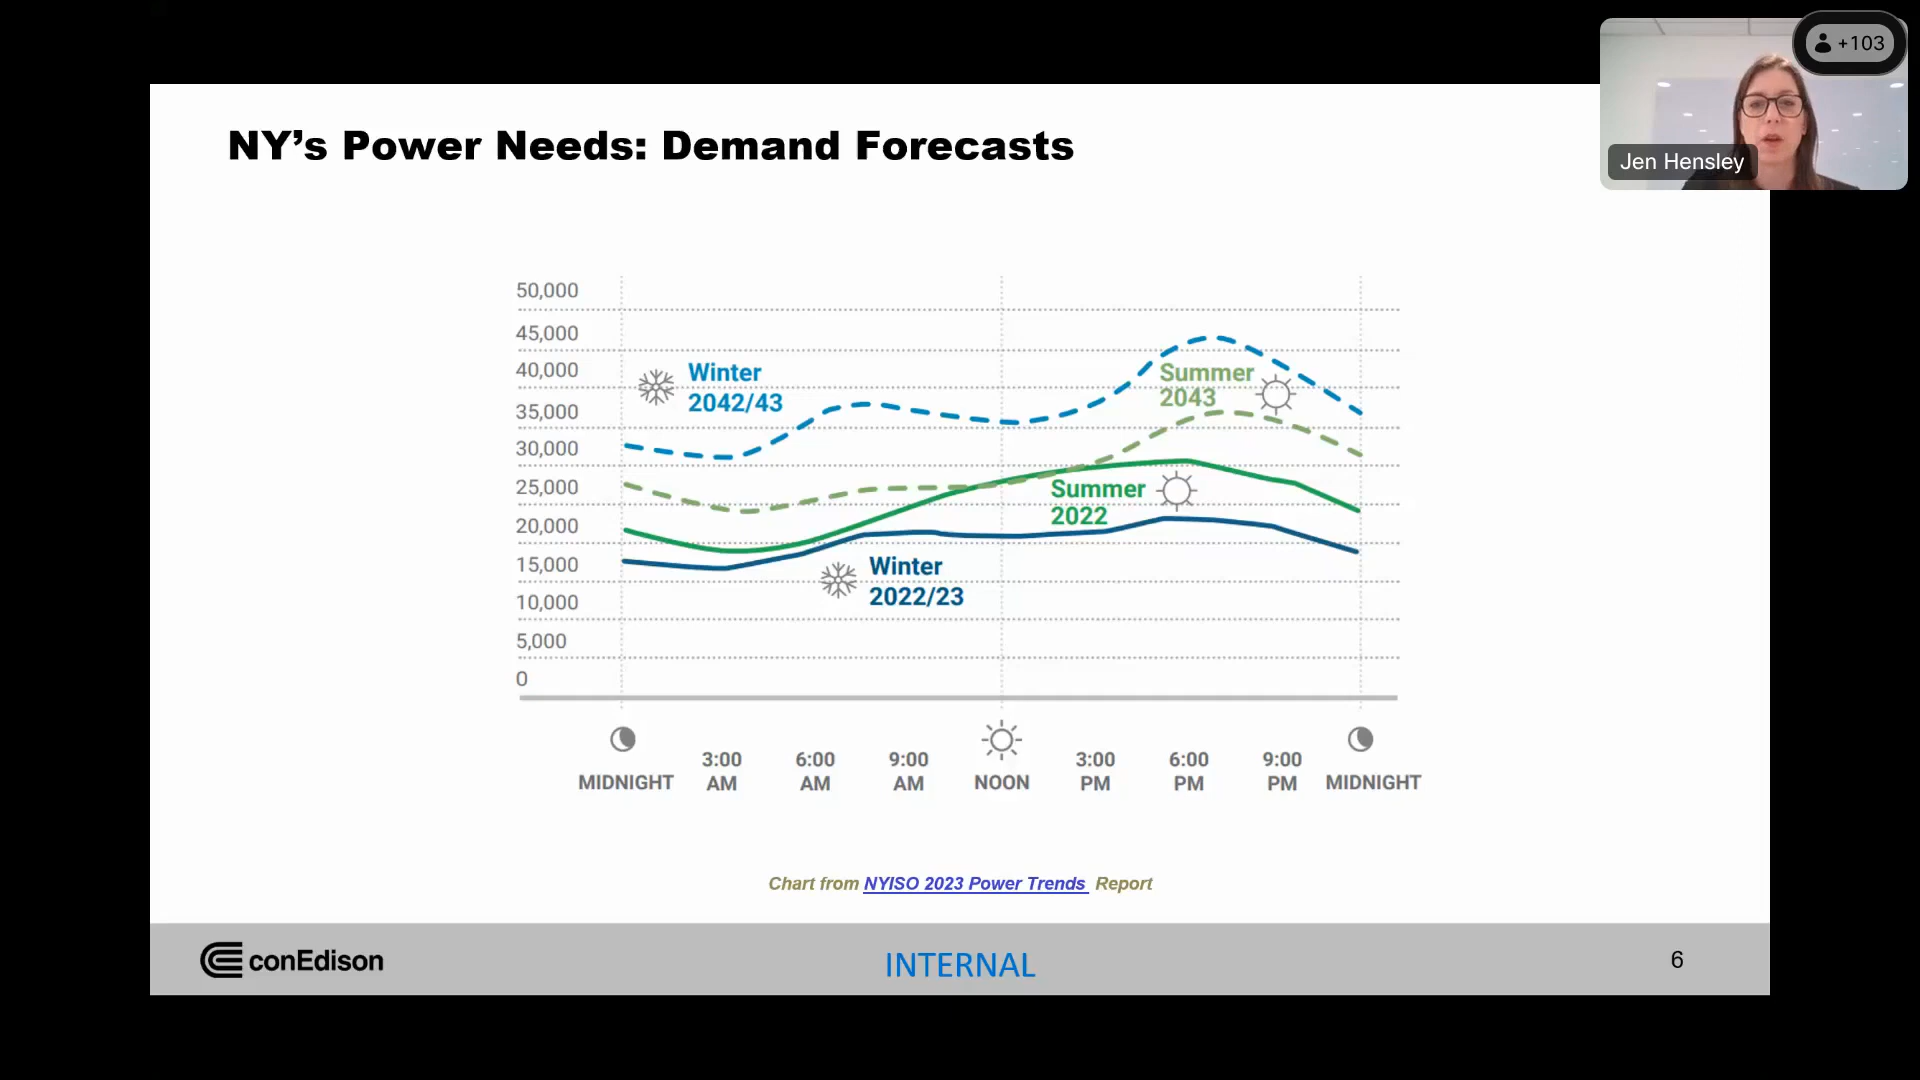 +103
Jen Hensley
NY’s Power Needs: Demand Forecasts
50,000
45,000
40,000
35,000
30,000
25,000
20,000
15,000
10,000
5,000
0
Winter
2042/43
Summer
2043
Summer
2022
Winter
2022/23
MIDNIGHT
3:00
AM
6:00
AM
9:00
AM
NOON
3:00
PM
6:00
PM
9:00
PM
MIDNIGHT
Chart from NYISO 2023 Power Trends Report
conEdison
INTERNAL
6